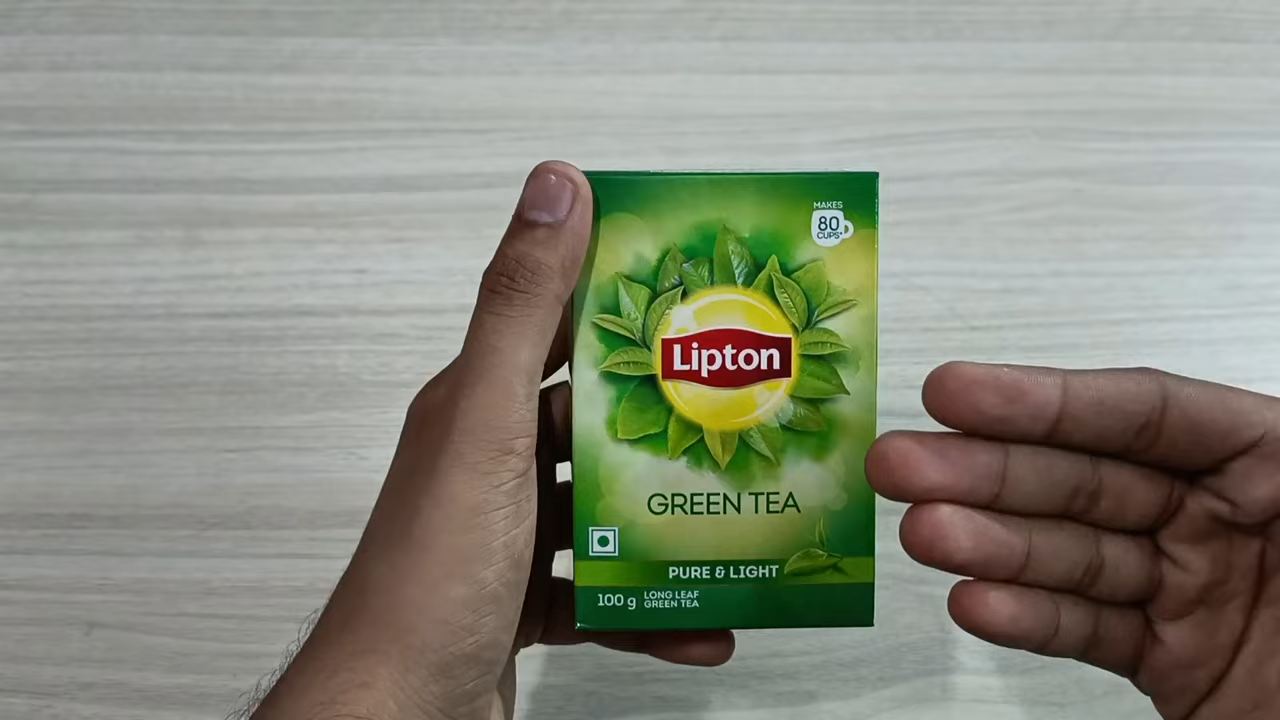 MAKES
80
CUPS*
Lipton
GREEN TEA
PURE & LIGHT
100 g
LONG LEAF
GREEN TEA